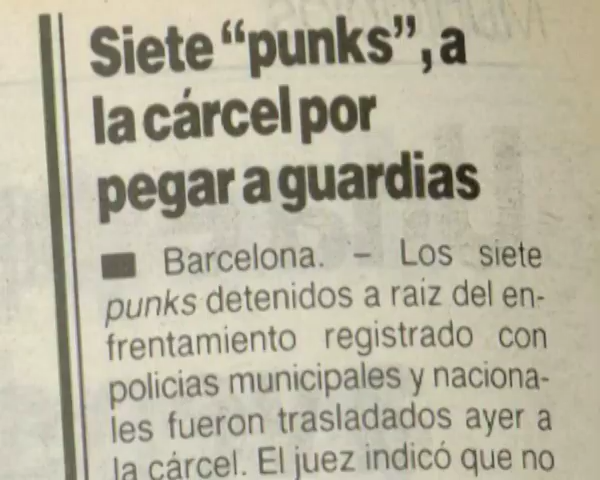 Siete “punks”, a
la cárcel por
pegar a guardias
Barcelona. – Los siete
punks detenidos a raiz del en-
frentamiento registrado con
policias municipales y naciona-
les fueron trasladados ayer a
la cárcel. El juez indicó que no